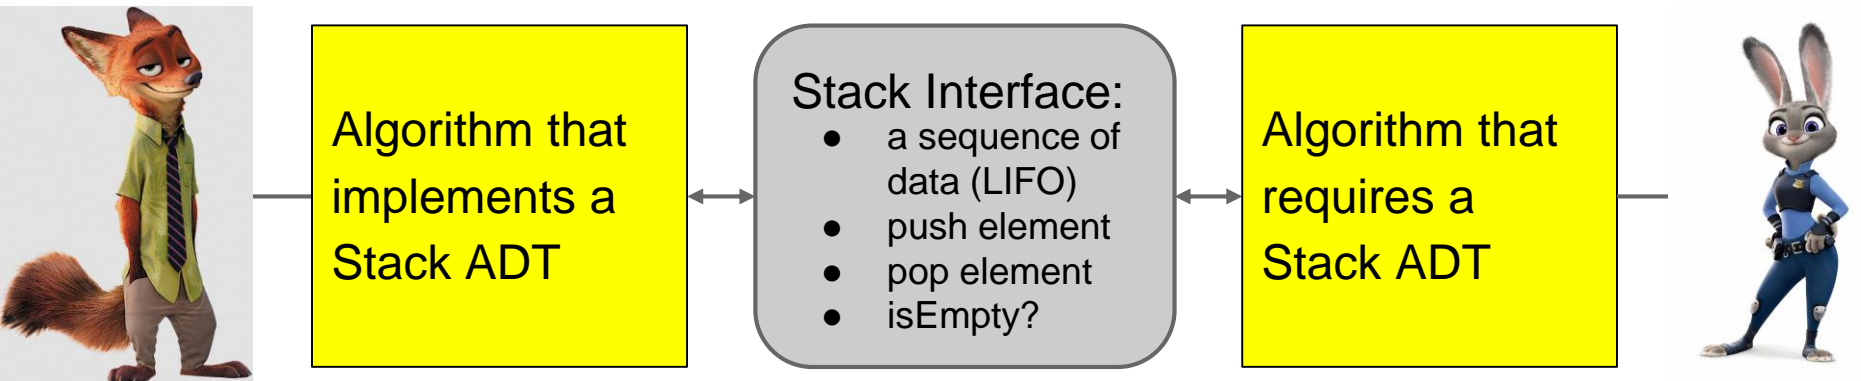 Algorithm that
implements a
Stack ADT
Stack Interface:
● a sequence of
data (LIFO)
● push element
● pop element
● isEmpty?
Algorithm that
requires a
Stack ADT